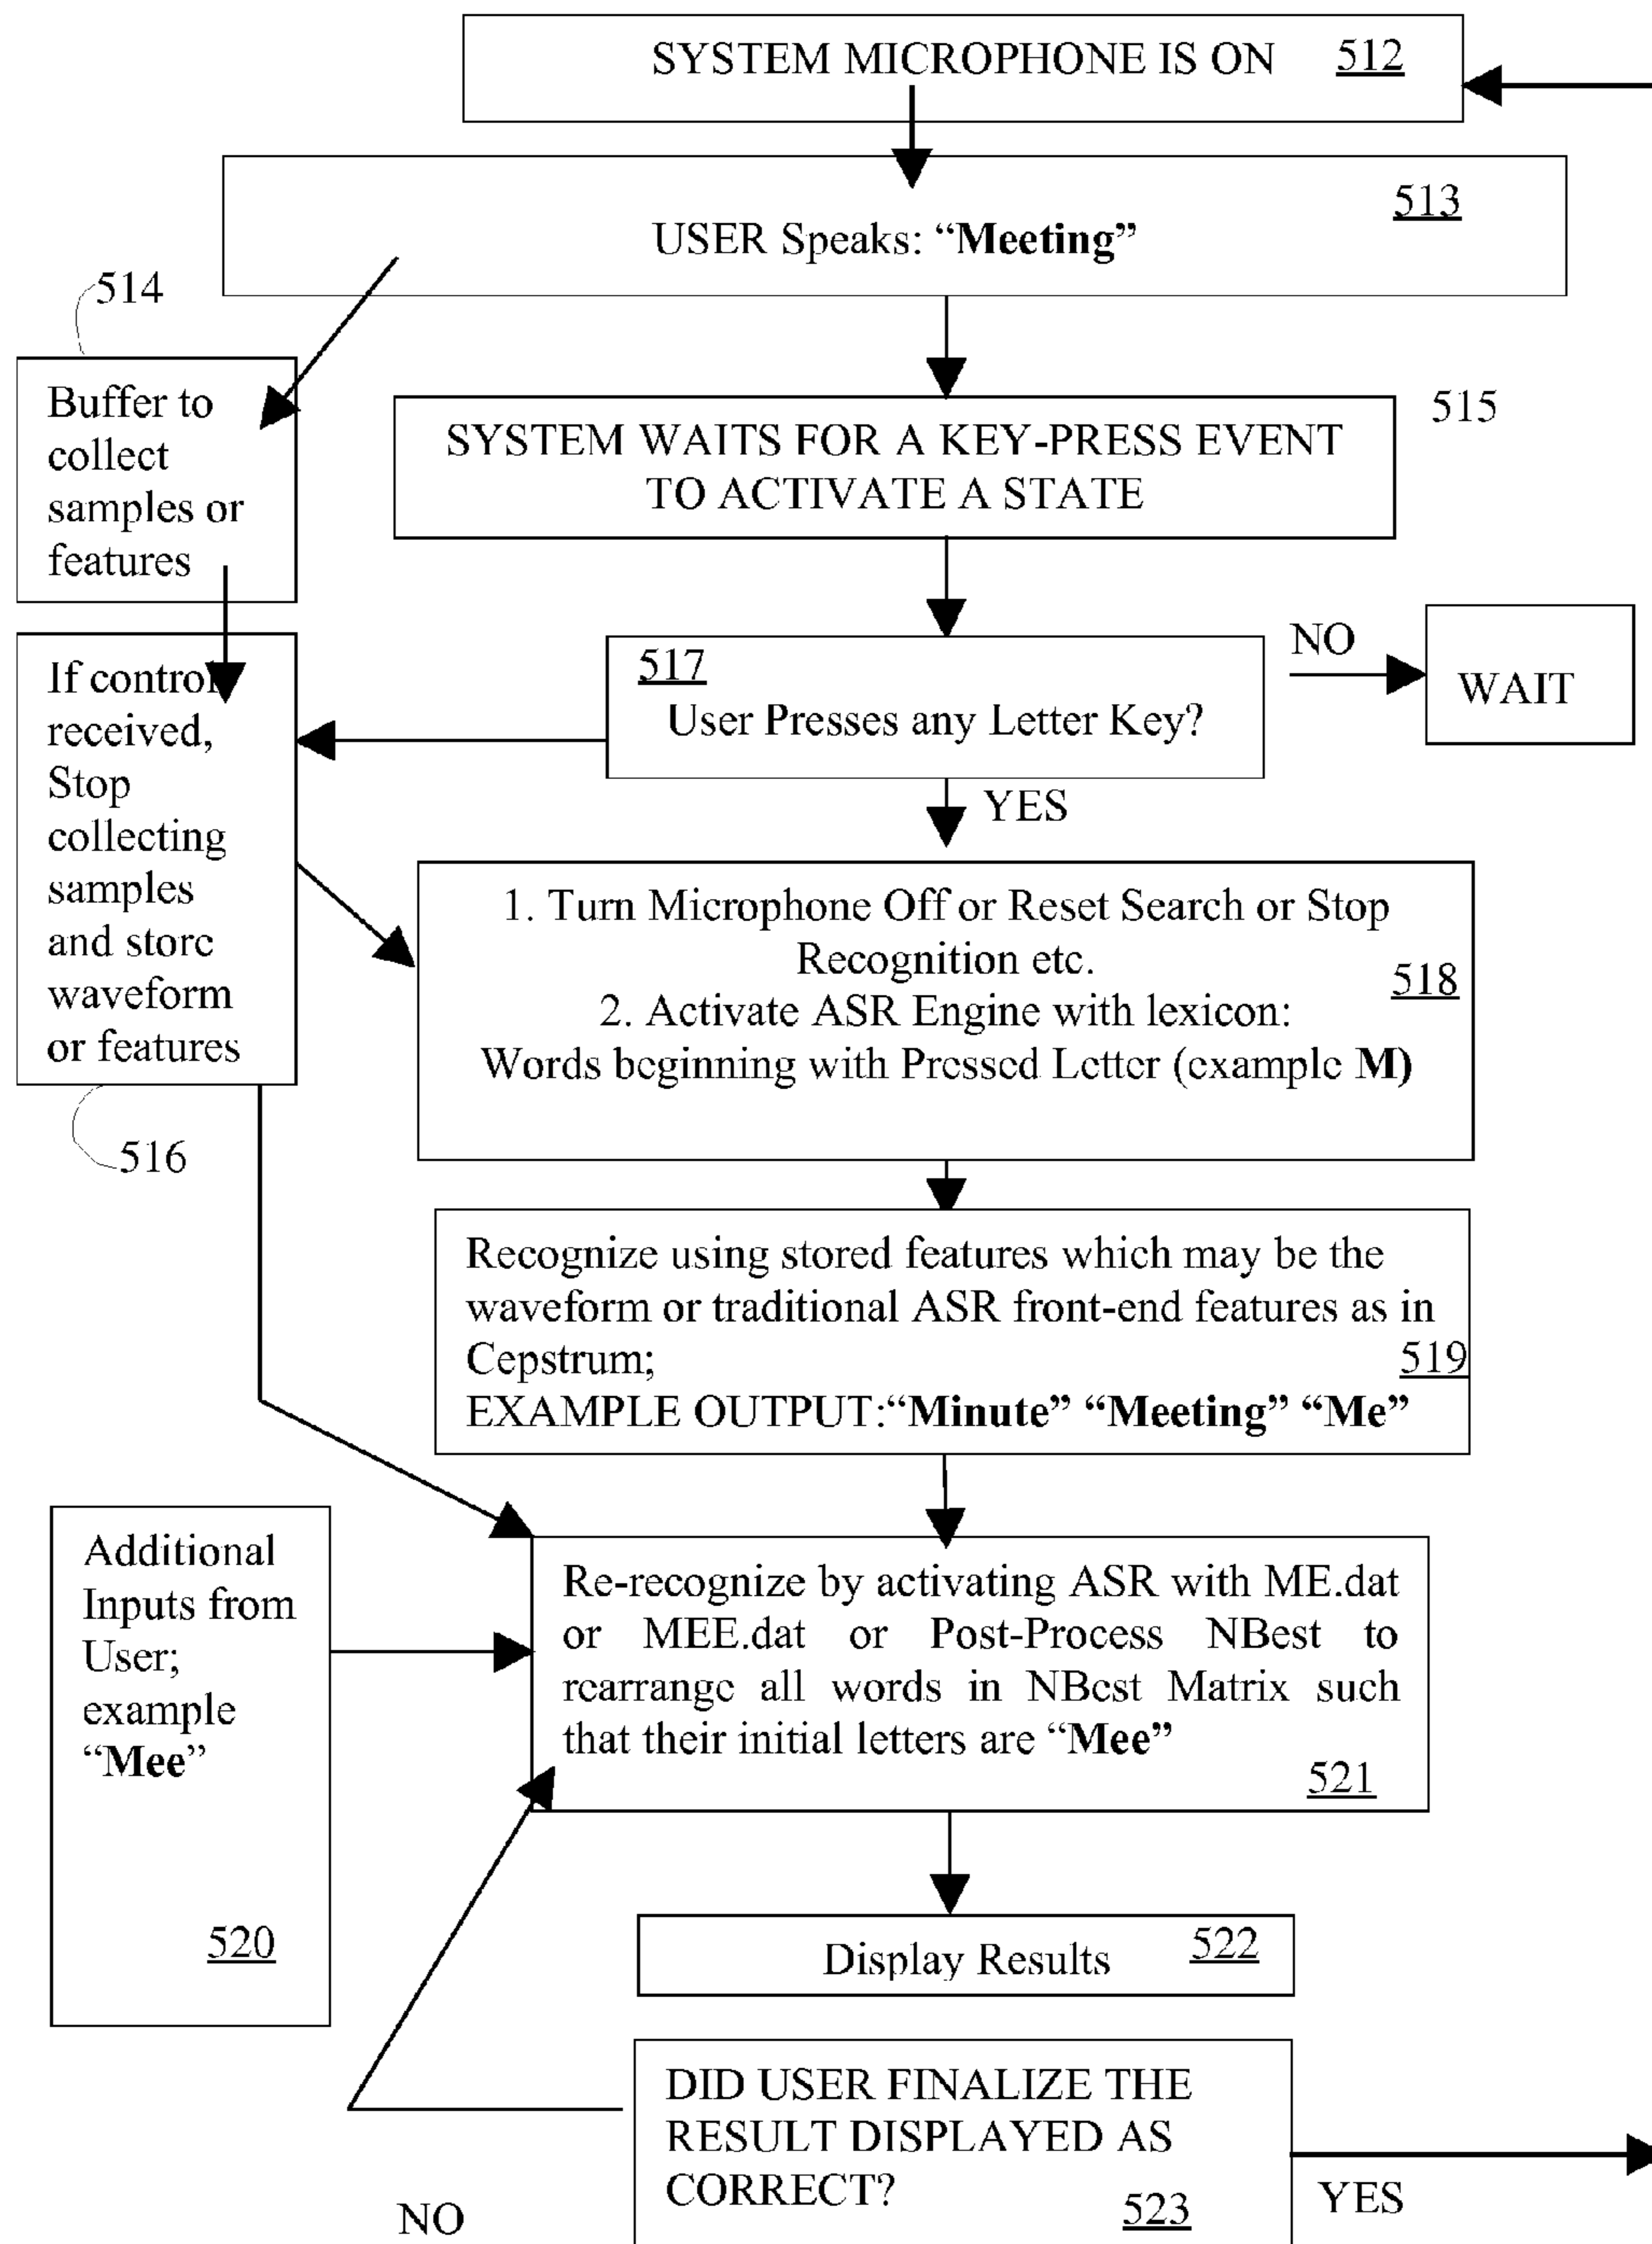 SYSTEM MICROPHONE IS ON 512
513
USER Speaks: “Meeting”
514
Buffer to
collect
samples or
features
515
SYSTEM WAITS FOR A KEY-PRESS EVENT
TO ACTIVATE A STATE
517
User Presses any Letter Key?
NO
WAIT
YES
If control
received,
Stop
collecting
samples
and store
waveform
or features
516
1. Turn Microphone Off or Reset Search or Stop
Recognition etc.
518
2. Activate ASR Engine with lexicon:
Words beginning with Pressed Letter (example M)
Recognize using stored features which may be the
waveform or traditional ASR front-end features as in
Cepstrum; 519
EXAMPLE OUTPUT:“Minute” “Meeting” “Me”
Additional
Inputs from
User;
example
“Mee”
520
Re-recognize by activating ASR with ME.dat
or MEE.dat or Post-Process NBest to
rearrange all words in NBest Matrix such
that their initial letters are “Mee”
521
Display Results 522
DID USER FINALIZE THE
RESULT DISPLAYED AS
CORRECT?
523
NO
YES